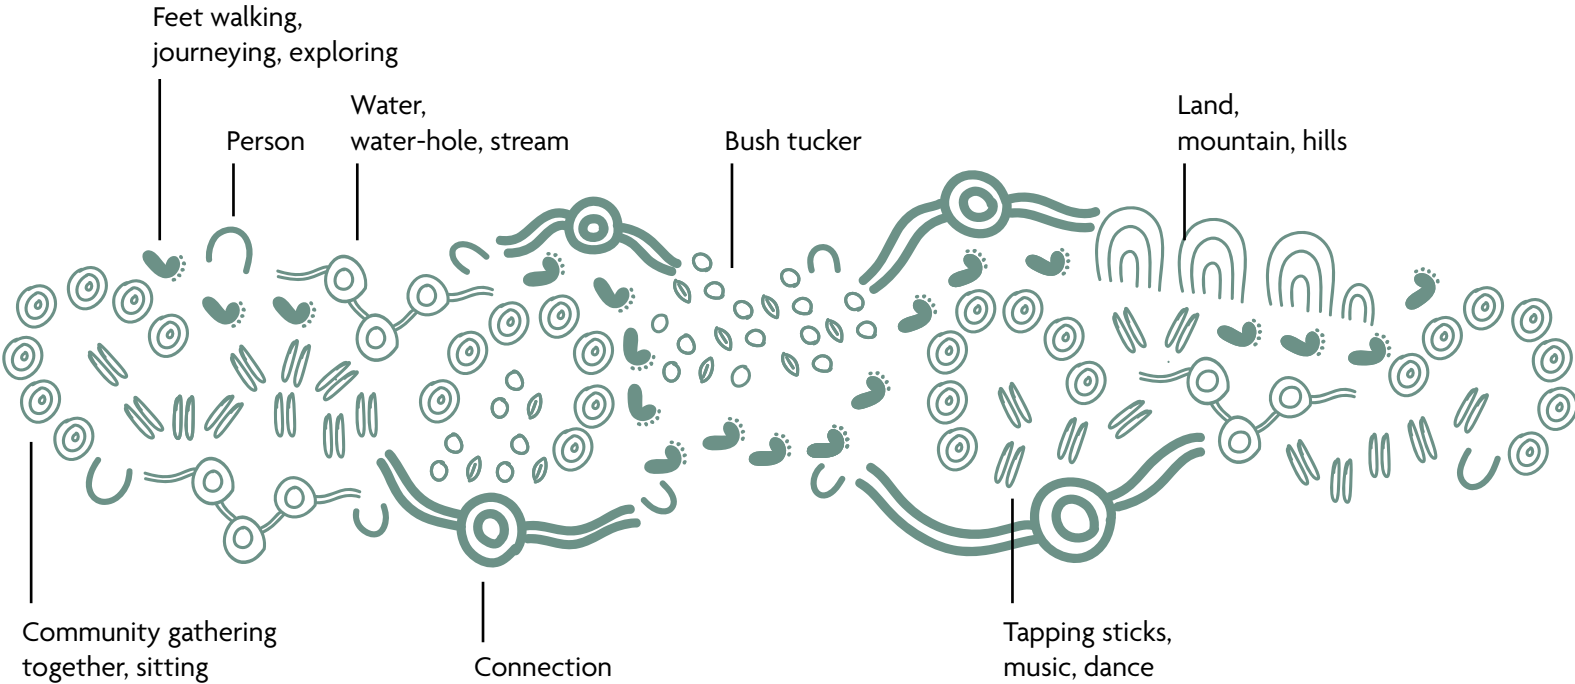 Feet walking,
journeying, exploring
Person
Water,
water-hole, stream
Bush tucker
Land,
mountain, hills
Community gathering
together, sitting
Connection
Tapping sticks,
music, dance